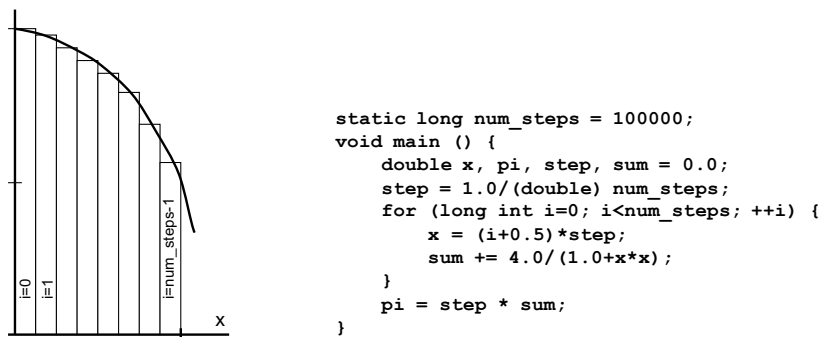 i=0
i=1
i=num_steps-1
x
static long num_steps = 100000;
void main () {
    double x, pi, step, sum = 0.0;
    step = 1.0/(double) num_steps;
    for (long int i=0; i<num_steps; ++i) {
        x = (i+0.5)*step;
        sum += 4.0/(1.0+x*x);
    }
    pi = step * sum;
}